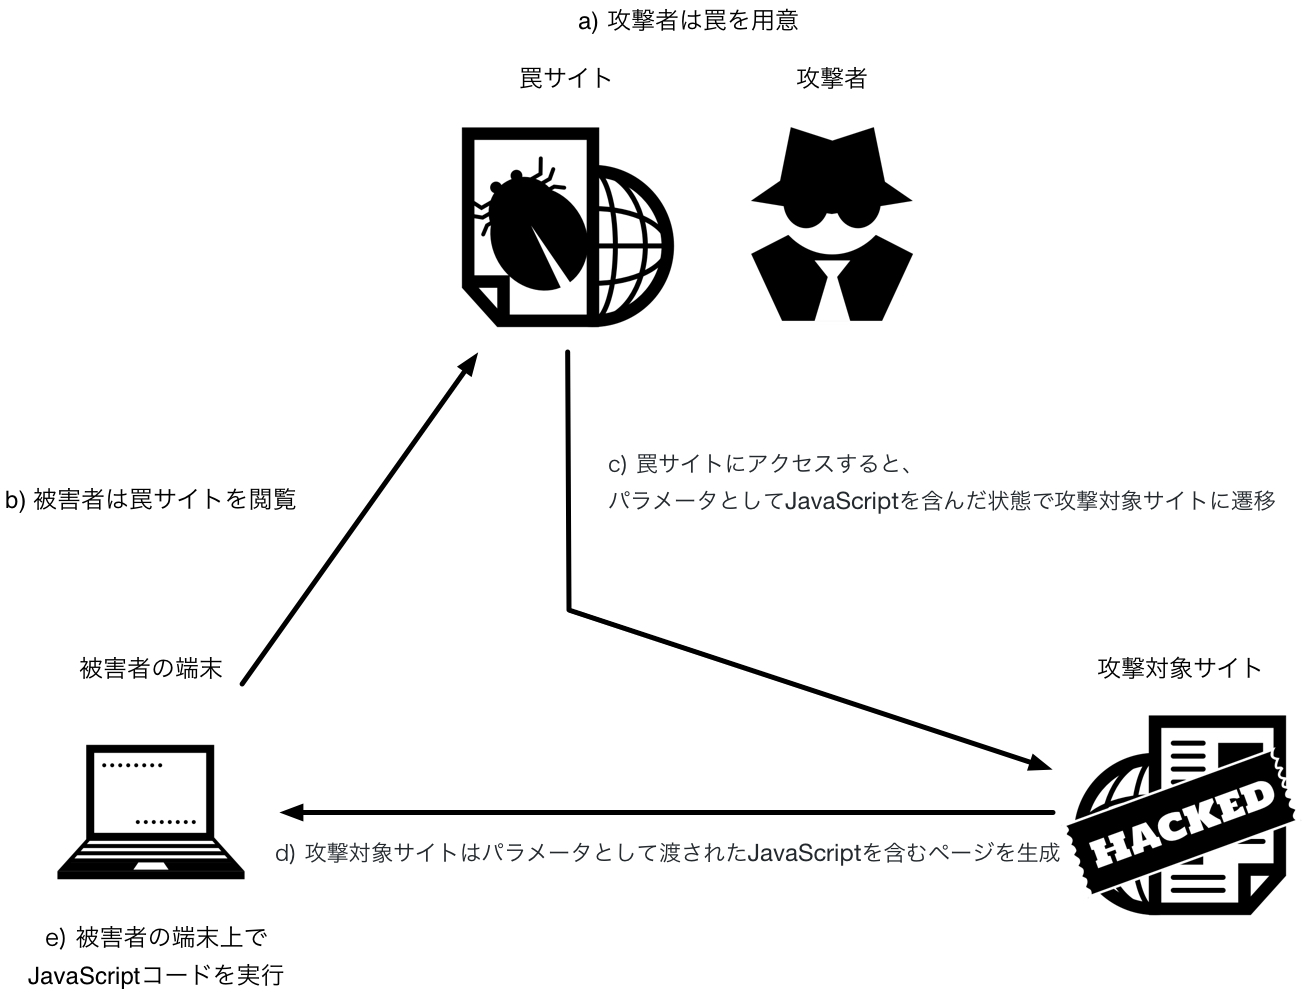 a) 攻撃者は罠を用意
罠サイト
攻撃者
c) 罠サイトにアクセスすると、
パラメータとしてJavaScriptを含んだ状態で攻撃対象サイトに遷移
b) 被害者は罠サイトを閲覧
被害者の端末
攻撃対象サイト
HACKED
d) 攻撃対象サイトはパラメータとして渡されたJavaScriptを含むページを生成
e) 被害者の端末上で
JavaScriptコードを実行